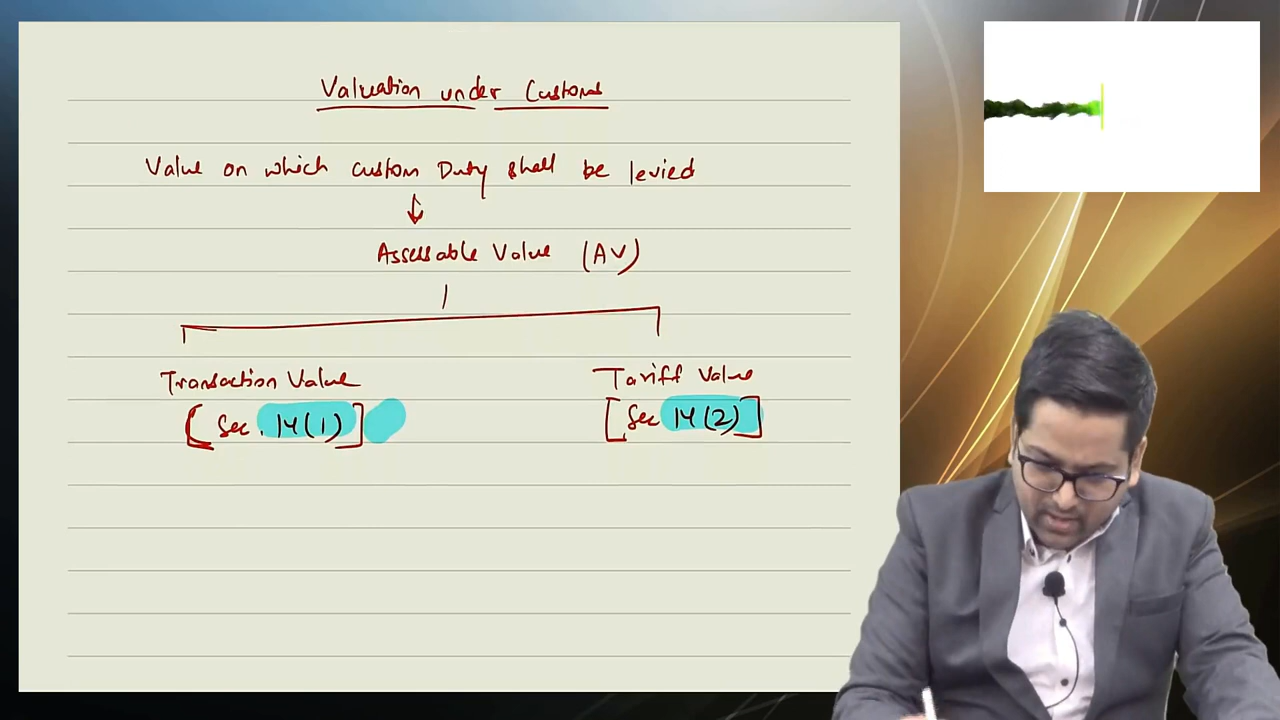 Valuation under Customs
Value on which custom Duty shall be levied
Assessable Value (AV)
Transaction Value
Tariff Value
[Sec. 14(1)]
[Sec 14(2)]